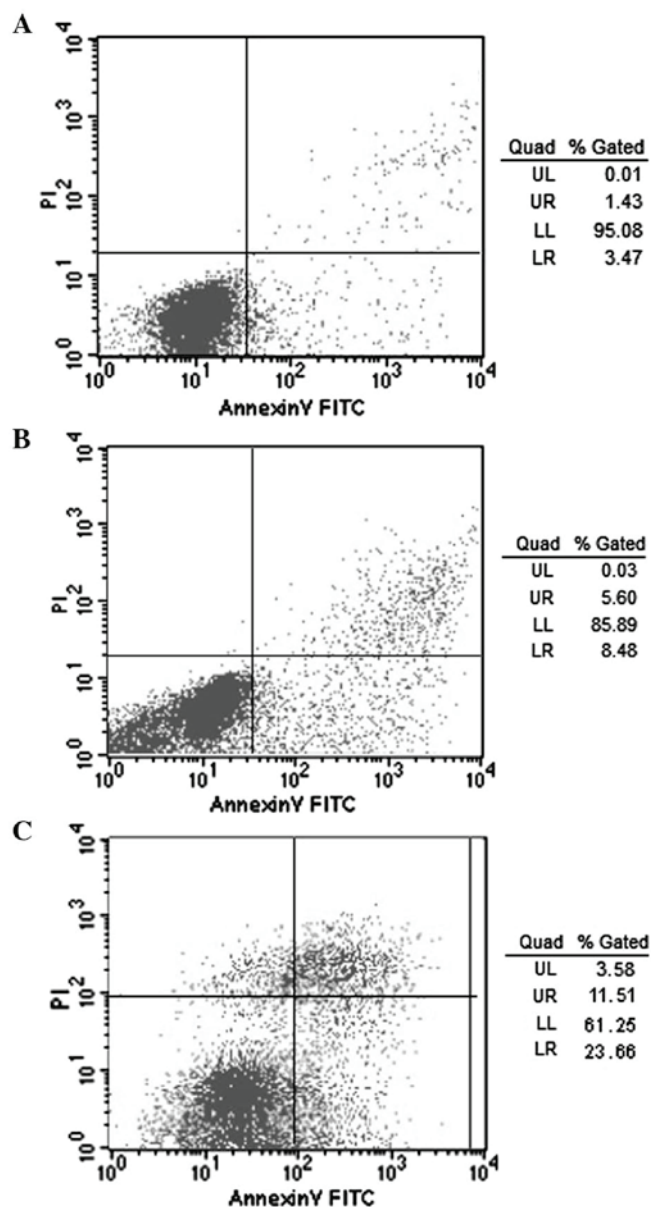 A
10^4
10^3
10^2
10^1
10^0
PI
10^0 10^1 10^2 10^3 10^4
AnnexinV FITC
Quad % Gated
UL 0.01
UR 1.43
LL 95.08
LR 3.47
B
10^4
10^3
10^2
10^1
10^0
PI
10^0 10^1 10^2 10^3 10^4
AnnexinV FITC
Quad % Gated
UL 0.03
UR 5.60
LL 85.89
LR 8.48
C
10^4
10^3
10^2
10^1
10^0
PI
10^0 10^1 10^2 10^3 10^4
AnnexinV FITC
Quad % Gated
UL 3.58
UR 11.51
LL 61.25
LR 23.66